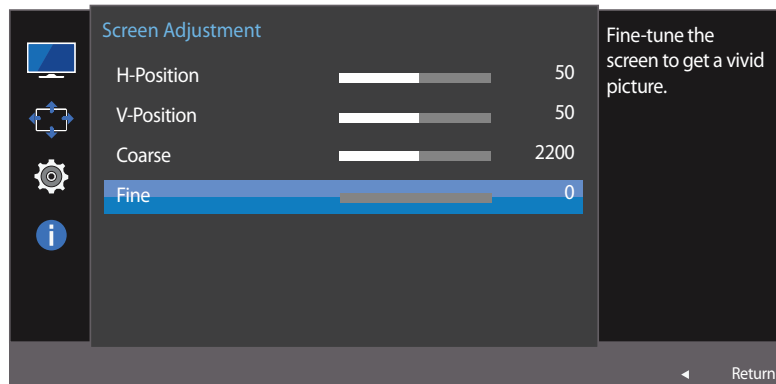 Screen Adjustment
H-Position 50
V-Position 50
Coarse 2200
Fine 0
Fine-tune the
screen to get a vivid
picture.
i
◄ Return